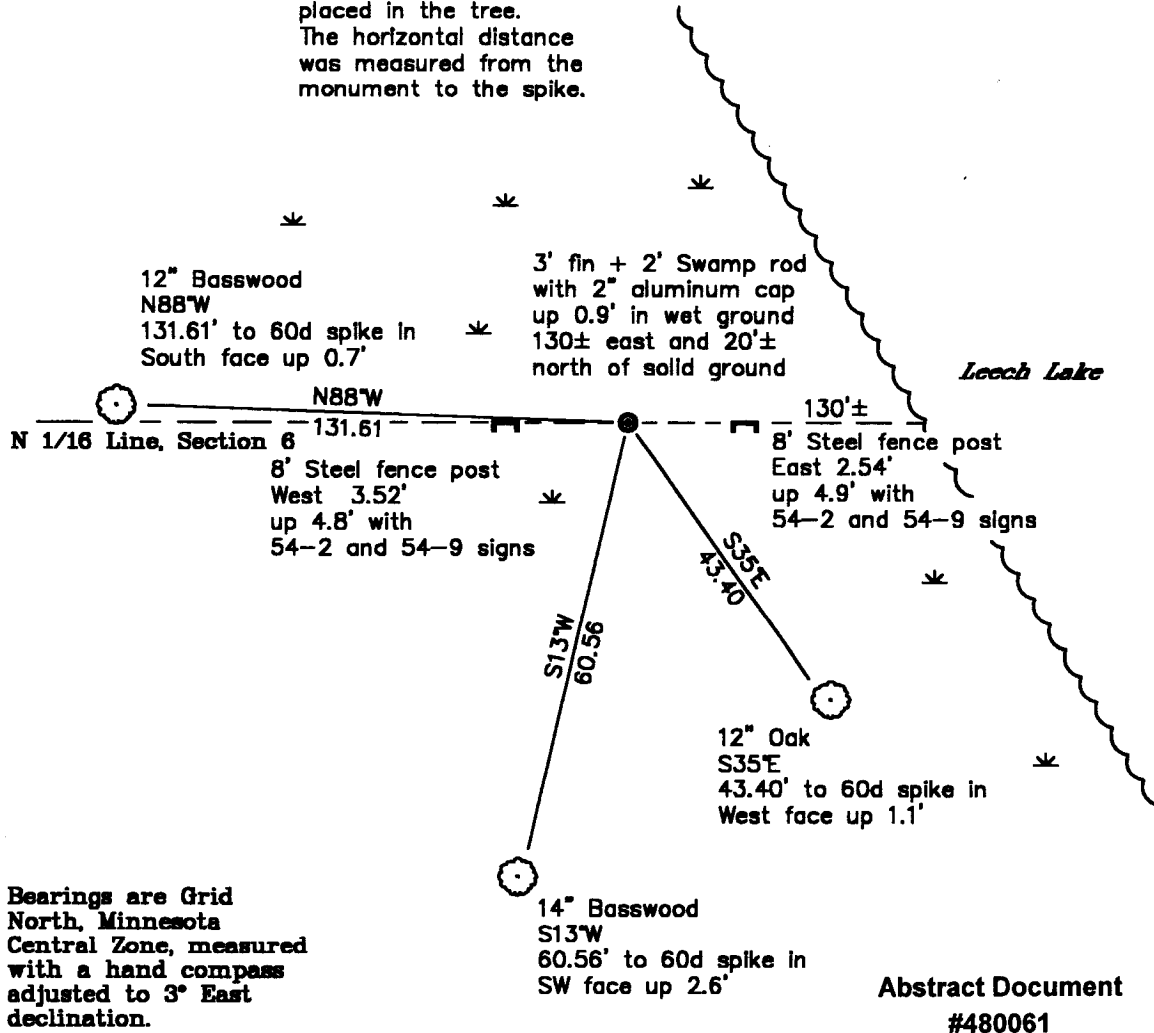 placed in the tree.
The horizontal distance
was measured from the
monument to the spike.
12" Basswood
N88°W
131.61' to 60d spike in
South face up 0.7'
3' fin + 2' Swamp rod
with 2" aluminum cap
up 0.9' in wet ground
130± east and 20'±
north of solid ground
Leech Lake
N88°W
131.61
130'±
N 1/16 Line, Section 6
8' Steel fence post
West 3.52'
up 4.8' with
54-2 and 54-9 signs
8' Steel fence post
East 2.54'
up 4.9' with
54-2 and 54-9 signs
S35°E
43.40
S13°W
60.56
12" Oak
S35°E
43.40' to 60d spike in
West face up 1.1'
14" Basswood
S13°W
60.56' to 60d spike in
SW face up 2.6'
Bearings are Grid
North, Minnesota
Central Zone, measured
with a hand compass
adjusted to 3° East
declination.
Abstract Document
#480061